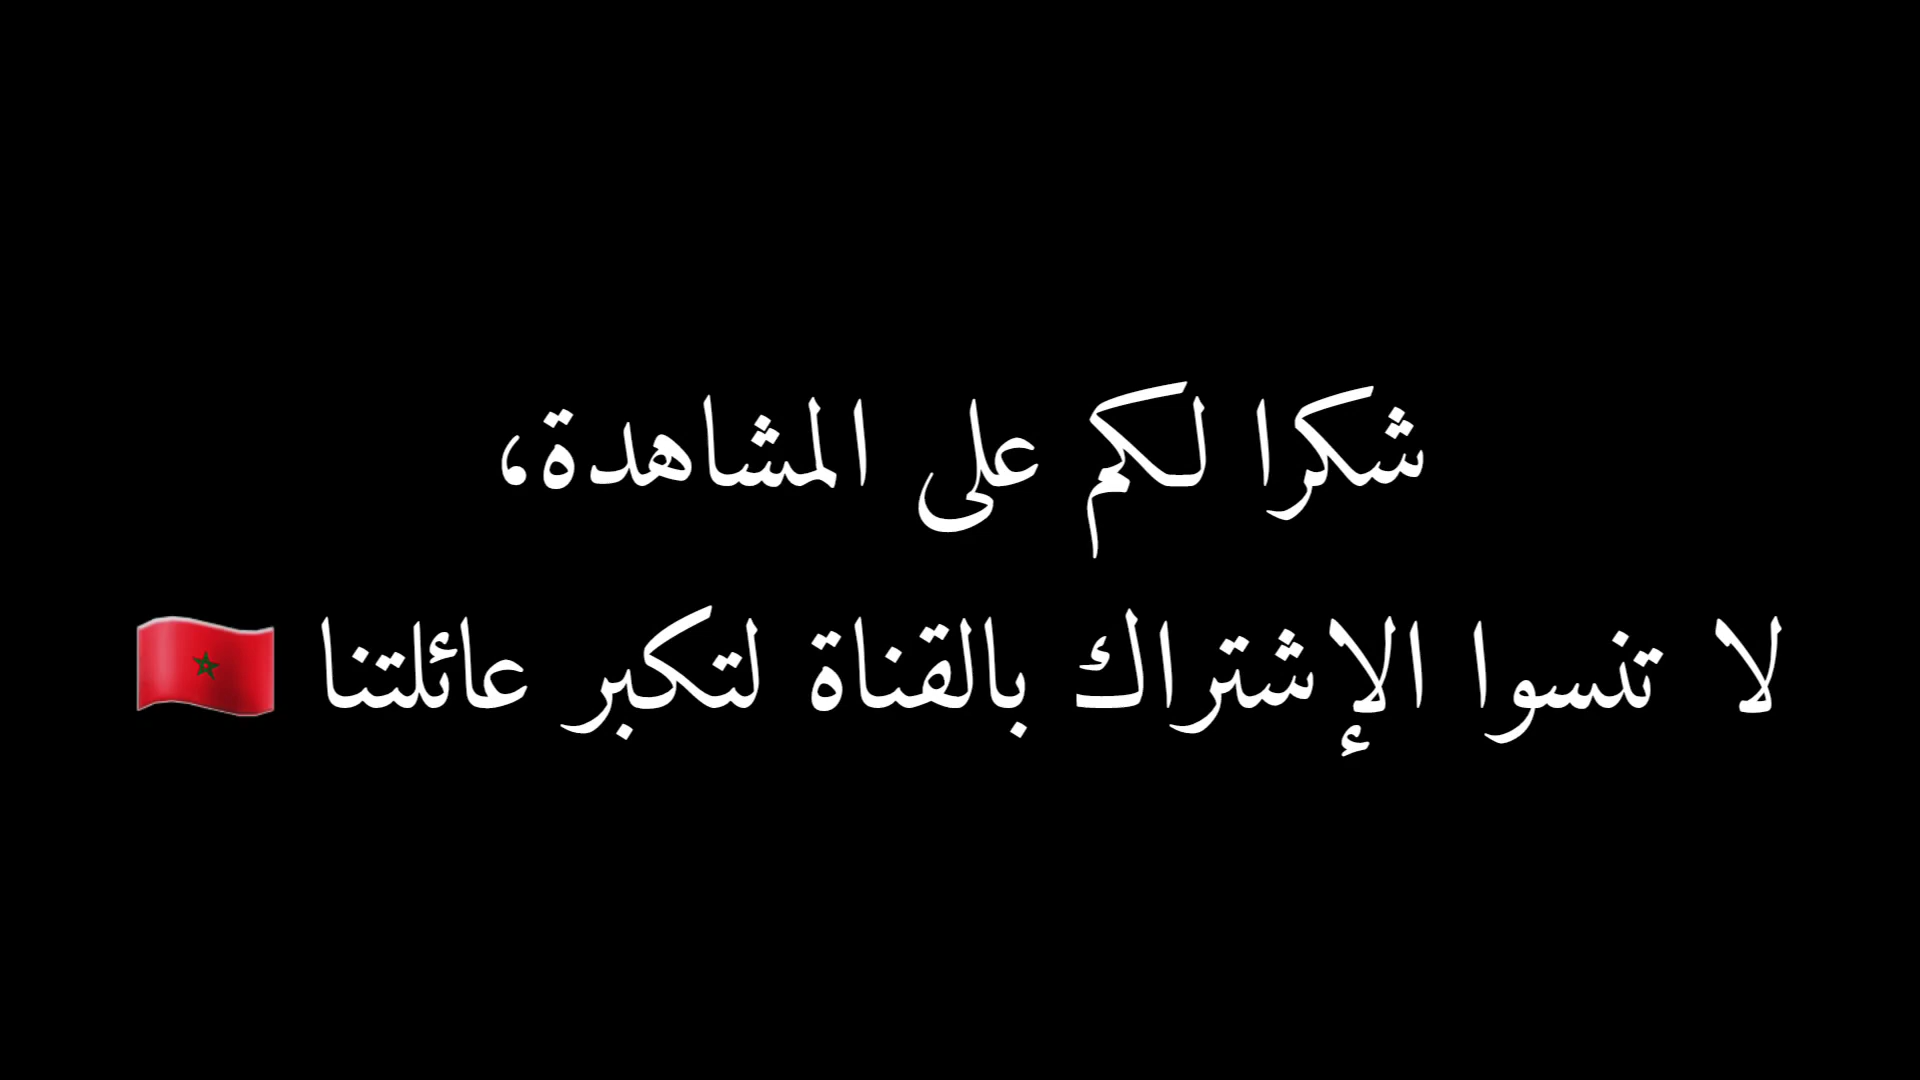 شكرا لكم على المشاهدة،
لا تنسوا الإشتراك بالقناة لتكبر عائلتنا 🇲🇦